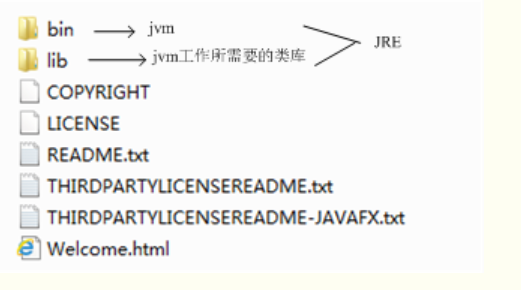 bin jvm
JRE
lib jvm工作所需要的类库
COPYRIGHT
LICENSE
README.txt
THIRDPARTYLICENSEREADME.txt
THIRDPARTYLICENSEREADME-JAVAFX.txt
Welcome.html